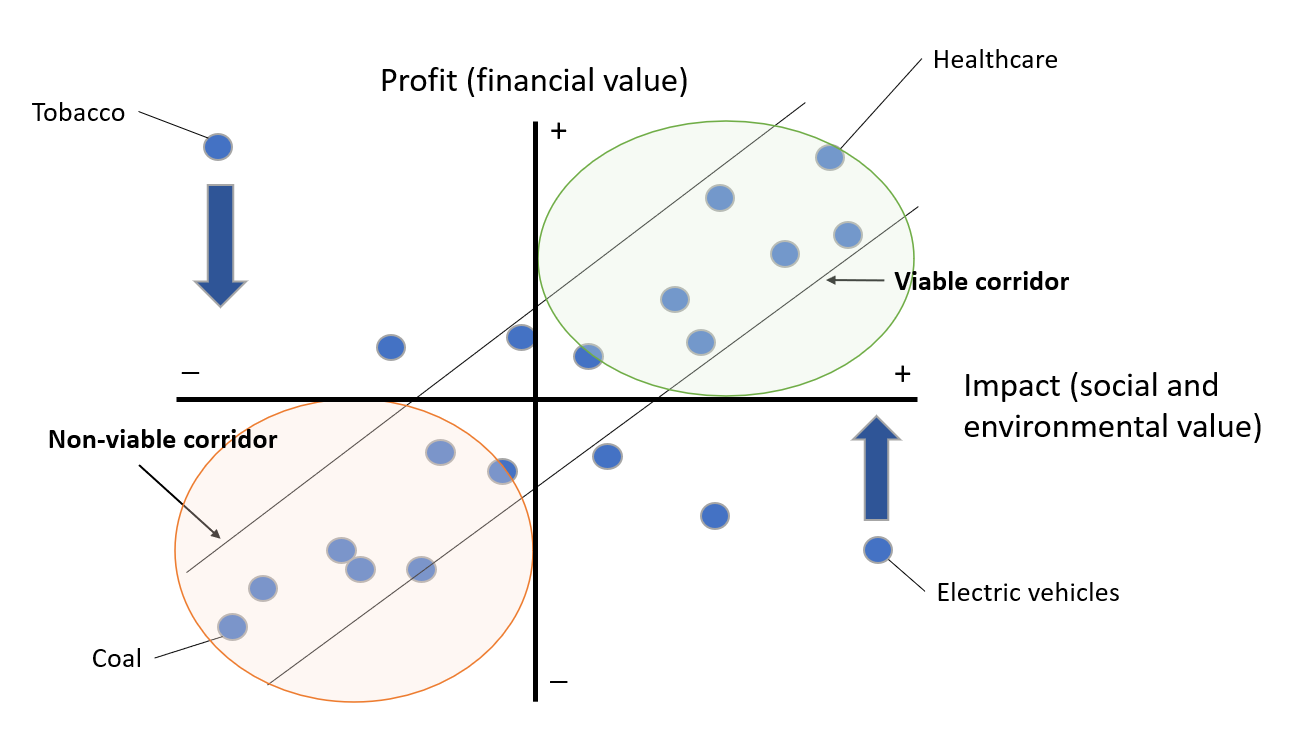 Healthcare
Profit (financial value)
Tobacco
+
Viable corridor
–
+
Impact (social and
environmental value)
Non-viable corridor
Electric vehicles
Coal
–